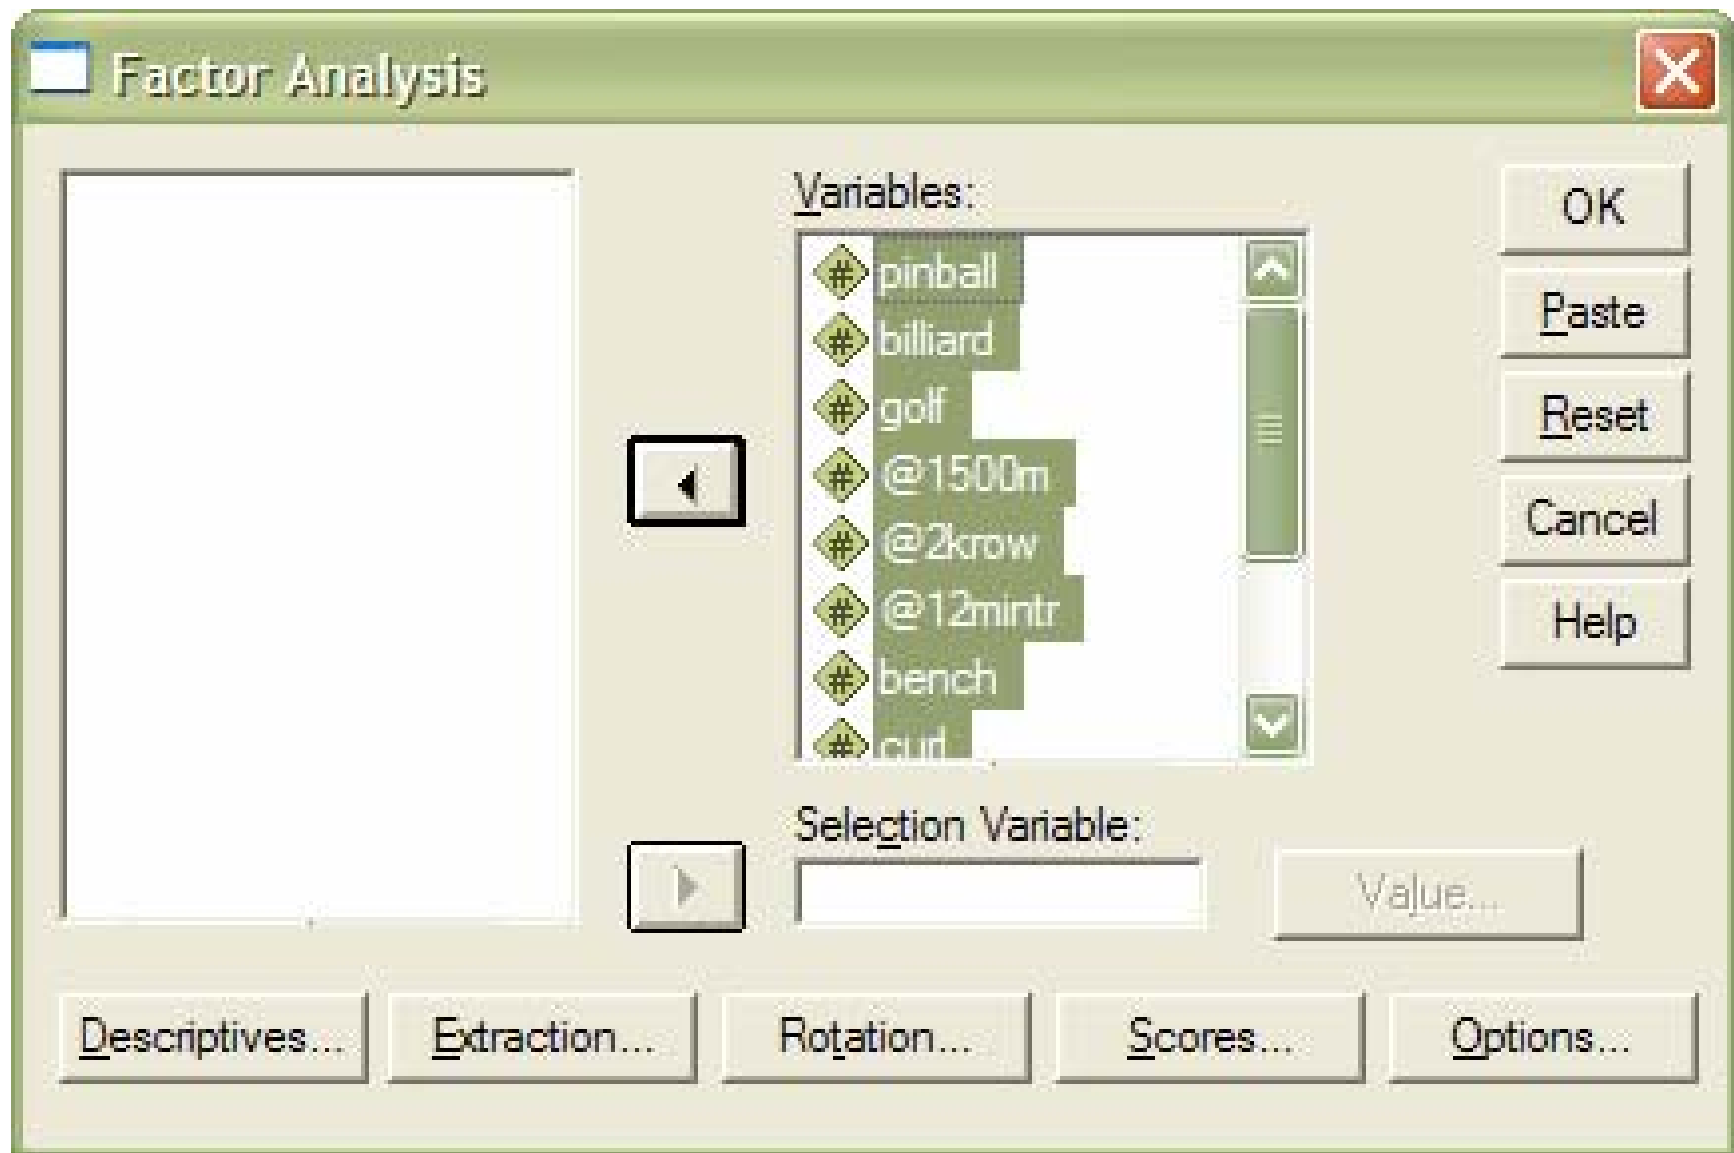 Factor Analysis
Variables:
pinball
billiard
golf
@1500m
@2krow
@12mintr
bench
curl
OK
Paste
Reset
Cancel
Help
Selection Variable:
Value...
Descriptives...
Extraction...
Rotation...
Scores...
Options...